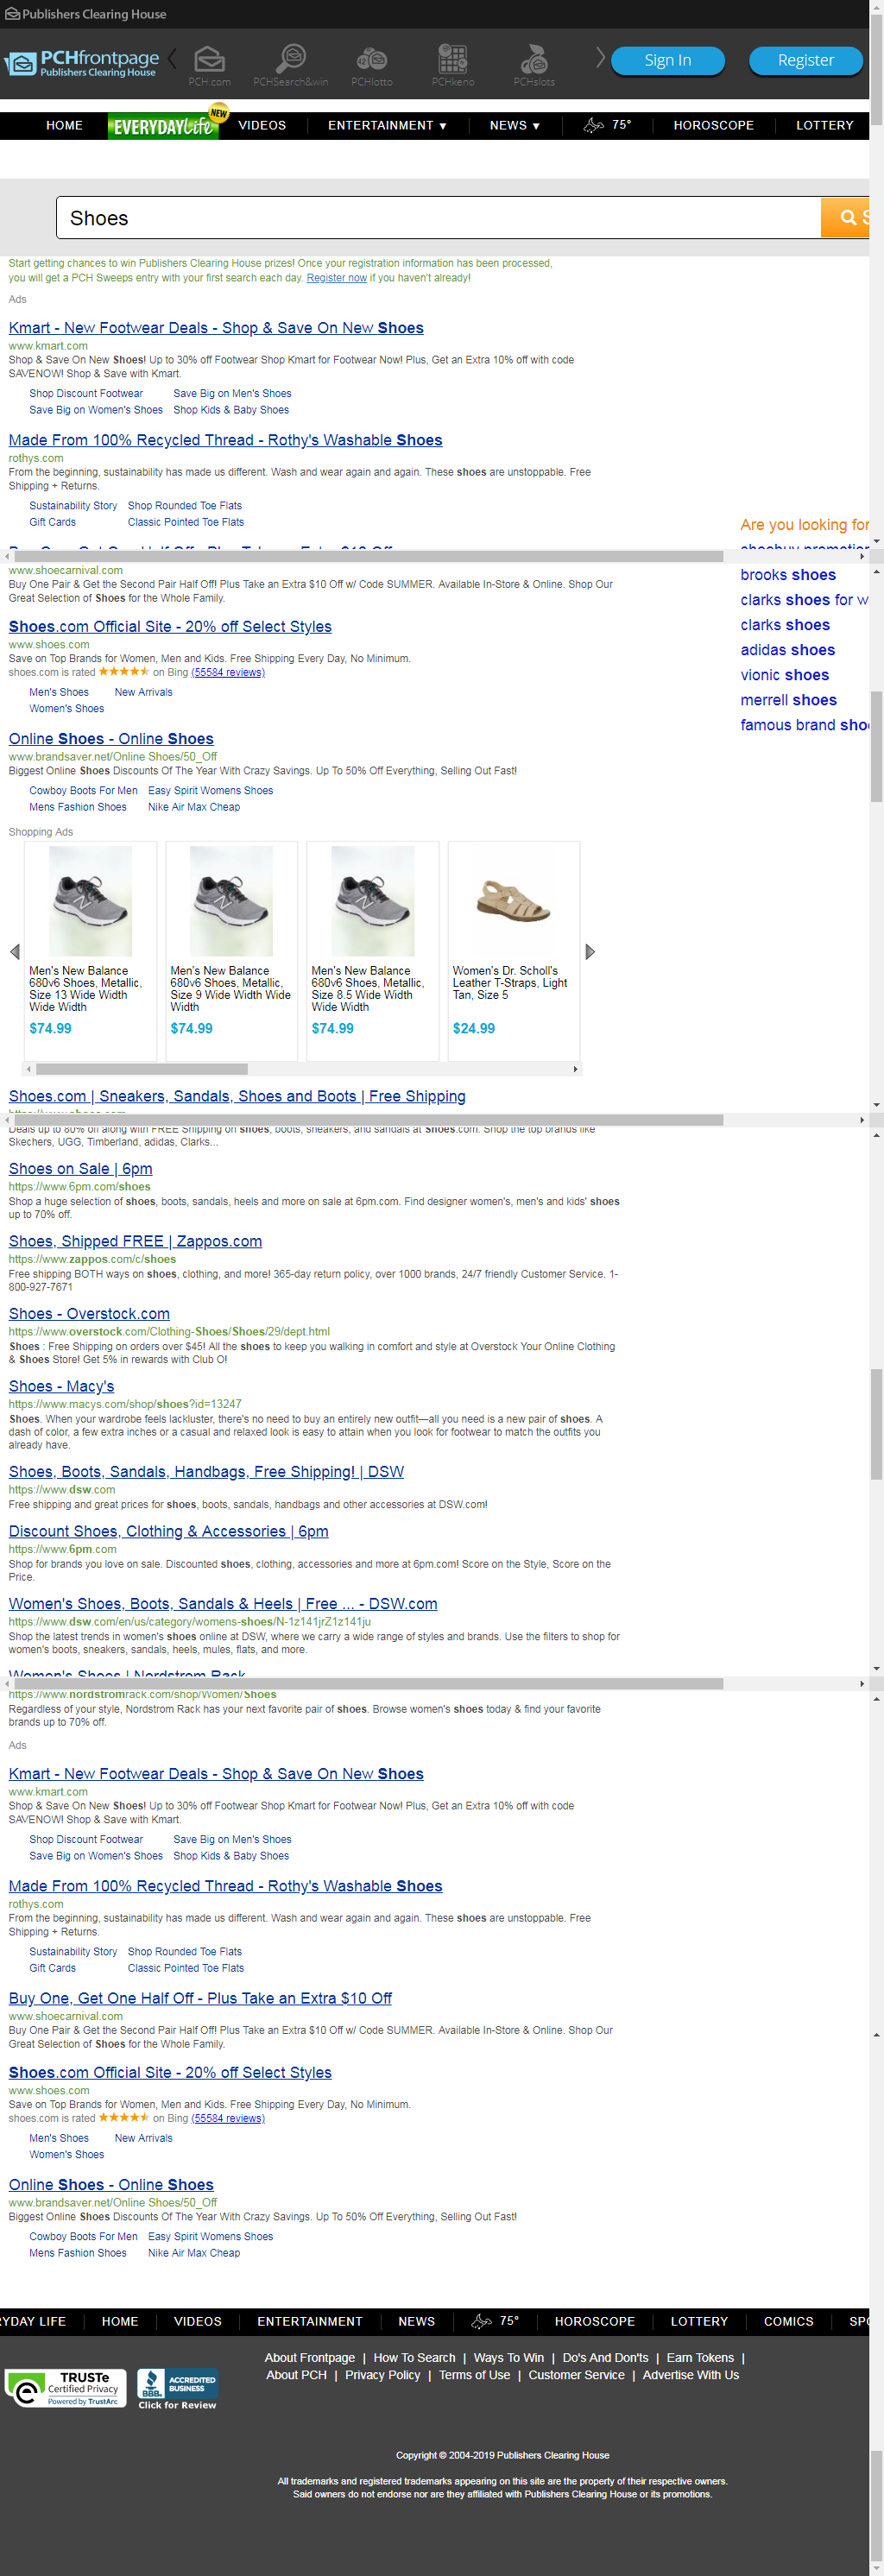 Publishers Clearing House
PCHfrontpage
Publishers Clearing House
PCH.com PCHSearch&win PCHlotto PCHkeno PCHslots
Sign In Register
HOME EVERYDAY Life NEW VIDEOS ENTERTAINMENT ▼ NEWS ▼ 75° HOROSCOPE LOTTERY
Shoes
Start getting chances to win Publishers Clearing House prizes! Once your registration information has been processed,
you will get a PCH Sweeps entry with your first search each day. Register now if you haven't already!
Ads
Kmart - New Footwear Deals - Shop & Save On New Shoes
www.kmart.com
Shop & Save On New Shoes! Up to 30% off Footwear Shop Kmart for Footwear Now! Plus, Get an Extra 10% off with code
SAVENOW! Shop & Save with Kmart.
Shop Discount Footwear Save Big on Men's Shoes
Save Big on Women's Shoes Shop Kids & Baby Shoes
Made From 100% Recycled Thread - Rothy's Washable Shoes
rothys.com
From the beginning, sustainability has made us different. Wash and wear again and again. These shoes are unstoppable. Free
Shipping + Returns.
Sustainability Story Shop Rounded Toe Flats
Gift Cards Classic Pointed Toe Flats
Are you looking for
www.shoecarnival.com
Buy One Pair & Get the Second Pair Half Off! Plus Take an Extra $10 Off w/ Code SUMMER. Available In-Store & Online. Shop Our
Great Selection of Shoes for the Whole Family.
brooks shoes
clarks shoes for w
clarks shoes
adidas shoes
vionic shoes
merrell shoes
famous brand sho
Shoes.com Official Site - 20% off Select Styles
www.shoes.com
Save on Top Brands for Women, Men and Kids. Free Shipping Every Day, No Minimum.
shoes.com is rated ★★★★★ on Bing (55584 reviews)
Men's Shoes New Arrivals
Women's Shoes
Online Shoes - Online Shoes
www.brandsaver.net/Online Shoes/50_Off
Biggest Online Shoes Discounts Of The Year With Crazy Savings. Up To 50% Off Everything, Selling Out Fast!
Cowboy Boots For Men Easy Spirit Womens Shoes
Mens Fashion Shoes Nike Air Max Cheap
Shopping Ads
Men's New Balance
680v6 Shoes, Metallic,
Size 13 Wide Width
Wide Width
$74.99
Men's New Balance
680v6 Shoes, Metallic,
Size 9 Wide Width Wide
Width
$74.99
Men's New Balance
680v6 Shoes, Metallic,
Size 8.5 Wide Width
Wide Width
$74.99
Women's Dr. Scholl's
Leather T-Straps, Light
Tan, Size 5
$24.99
Shoes.com | Sneakers, Sandals, Shoes and Boots | Free Shipping
Deals up to 80% off along with FREE Shipping on shoes, boots, sneakers, and sandals at Shoes.com. Shop the top brands like
Skechers, UGG, Timberland, adidas, Clarks...
Shoes on Sale | 6pm
https://www.6pm.com/shoes
Shop a huge selection of shoes, boots, sandals, heels and more on sale at 6pm.com. Find designer women's, men's and kids' shoes
up to 70% off.
Shoes, Shipped FREE | Zappos.com
https://www.zappos.com/c/shoes
Free shipping BOTH ways on shoes, clothing, and more! 365-day return policy, over 1000 brands, 24/7 friendly Customer Service. 1-
800-927-7671
Shoes - Overstock.com
https://www.overstock.com/Clothing-Shoes/Shoes/29/dept.html
Shoes : Free Shipping on orders over $45! All the shoes to keep you walking in comfort and style at Overstock Your Online Clothing
& Shoes Store! Get 5% in rewards with Club O!
Shoes - Macy's
https://www.macys.com/shop/shoes?id=13247
Shoes. When your wardrobe feels lackluster, there's no need to buy an entirely new outfit—all you need is a new pair of shoes. A
dash of color, a few extra inches or a casual and relaxed look is easy to attain when you look for footwear to match the outfits you
already have.
Shoes, Boots, Sandals, Handbags, Free Shipping! | DSW
https://www.dsw.com
Free shipping and great prices for shoes, boots, sandals, handbags and other accessories at DSW.com!
Discount Shoes, Clothing & Accessories | 6pm
https://www.6pm.com
Shop for brands you love on sale. Discounted shoes, clothing, accessories and more at 6pm.com! Score on the Style, Score on the
Price.
Women's Shoes, Boots, Sandals & Heels | Free ... - DSW.com
https://www.dsw.com/en/us/category/womens-shoes/N-1z141jrZ1z141ju
Shop the latest trends in women's shoes online at DSW, where we carry a wide range of styles and brands. Use the filters to shop for
women's boots, sneakers, sandals, heels, mules, flats, and more.
Women's Shoes | Nordstrom Rack
https://www.nordstromrack.com/shop/Women/Shoes
Regardless of your style, Nordstrom Rack has your next favorite pair of shoes. Browse women's shoes today & find your favorite
brands up to 70% off.
Ads
Kmart - New Footwear Deals - Shop & Save On New Shoes
www.kmart.com
Shop & Save On New Shoes! Up to 30% off Footwear Shop Kmart for Footwear Now! Plus, Get an Extra 10% off with code
SAVENOW! Shop & Save with Kmart.
Shop Discount Footwear Save Big on Men's Shoes
Save Big on Women's Shoes Shop Kids & Baby Shoes
Made From 100% Recycled Thread - Rothy's Washable Shoes
rothys.com
From the beginning, sustainability has made us different. Wash and wear again and again. These shoes are unstoppable. Free
Shipping + Returns.
Sustainability Story Shop Rounded Toe Flats
Gift Cards Classic Pointed Toe Flats
Buy One, Get One Half Off - Plus Take an Extra $10 Off
www.shoecarnival.com
Buy One Pair & Get the Second Pair Half Off! Plus Take an Extra $10 Off w/ Code SUMMER. Available In-Store & Online. Shop Our
Great Selection of Shoes for the Whole Family.
Shoes.com Official Site - 20% off Select Styles
www.shoes.com
Save on Top Brands for Women, Men and Kids. Free Shipping Every Day, No Minimum.
shoes.com is rated ★★★★★ on Bing (55584 reviews)
Men's Shoes New Arrivals
Women's Shoes
Online Shoes - Online Shoes
www.brandsaver.net/Online Shoes/50_Off
Biggest Online Shoes Discounts Of The Year With Crazy Savings. Up To 50% Off Everything, Selling Out Fast!
Cowboy Boots For Men Easy Spirit Womens Shoes
Mens Fashion Shoes Nike Air Max Cheap
RYDAY LIFE HOME VIDEOS ENTERTAINMENT NEWS 75° HOROSCOPE LOTTERY COMICS SPO
About Frontpage | How To Search | Ways To Win | Do's And Don'ts | Earn Tokens |
About PCH | Privacy Policy | Terms of Use | Customer Service | Advertise With Us
TRUSTe
Certified Privacy
Powered by TrustArc
BBB ACCREDITED
BUSINESS
Click for Review
Copyright © 2004-2019 Publishers Clearing House
All trademarks and registered trademarks appearing on this site are the property of their respective owners.
Said owners do not endorse nor are they affiliated with Publishers Clearing House or its promotions.